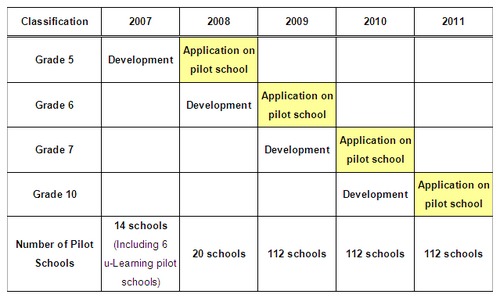 Classification 2007 2008 2009 2010 2011
Grade 5 Development Application on
pilot school
Grade 6 Development Application on
pilot school
Grade 7 Development Application on
pilot school
Grade 10 Development Application on
pilot school
Number of Pilot
Schools
14 schools
(Including 6
u-Learning pilot
schools)
20 schools 112 schools 112 schools 112 schools